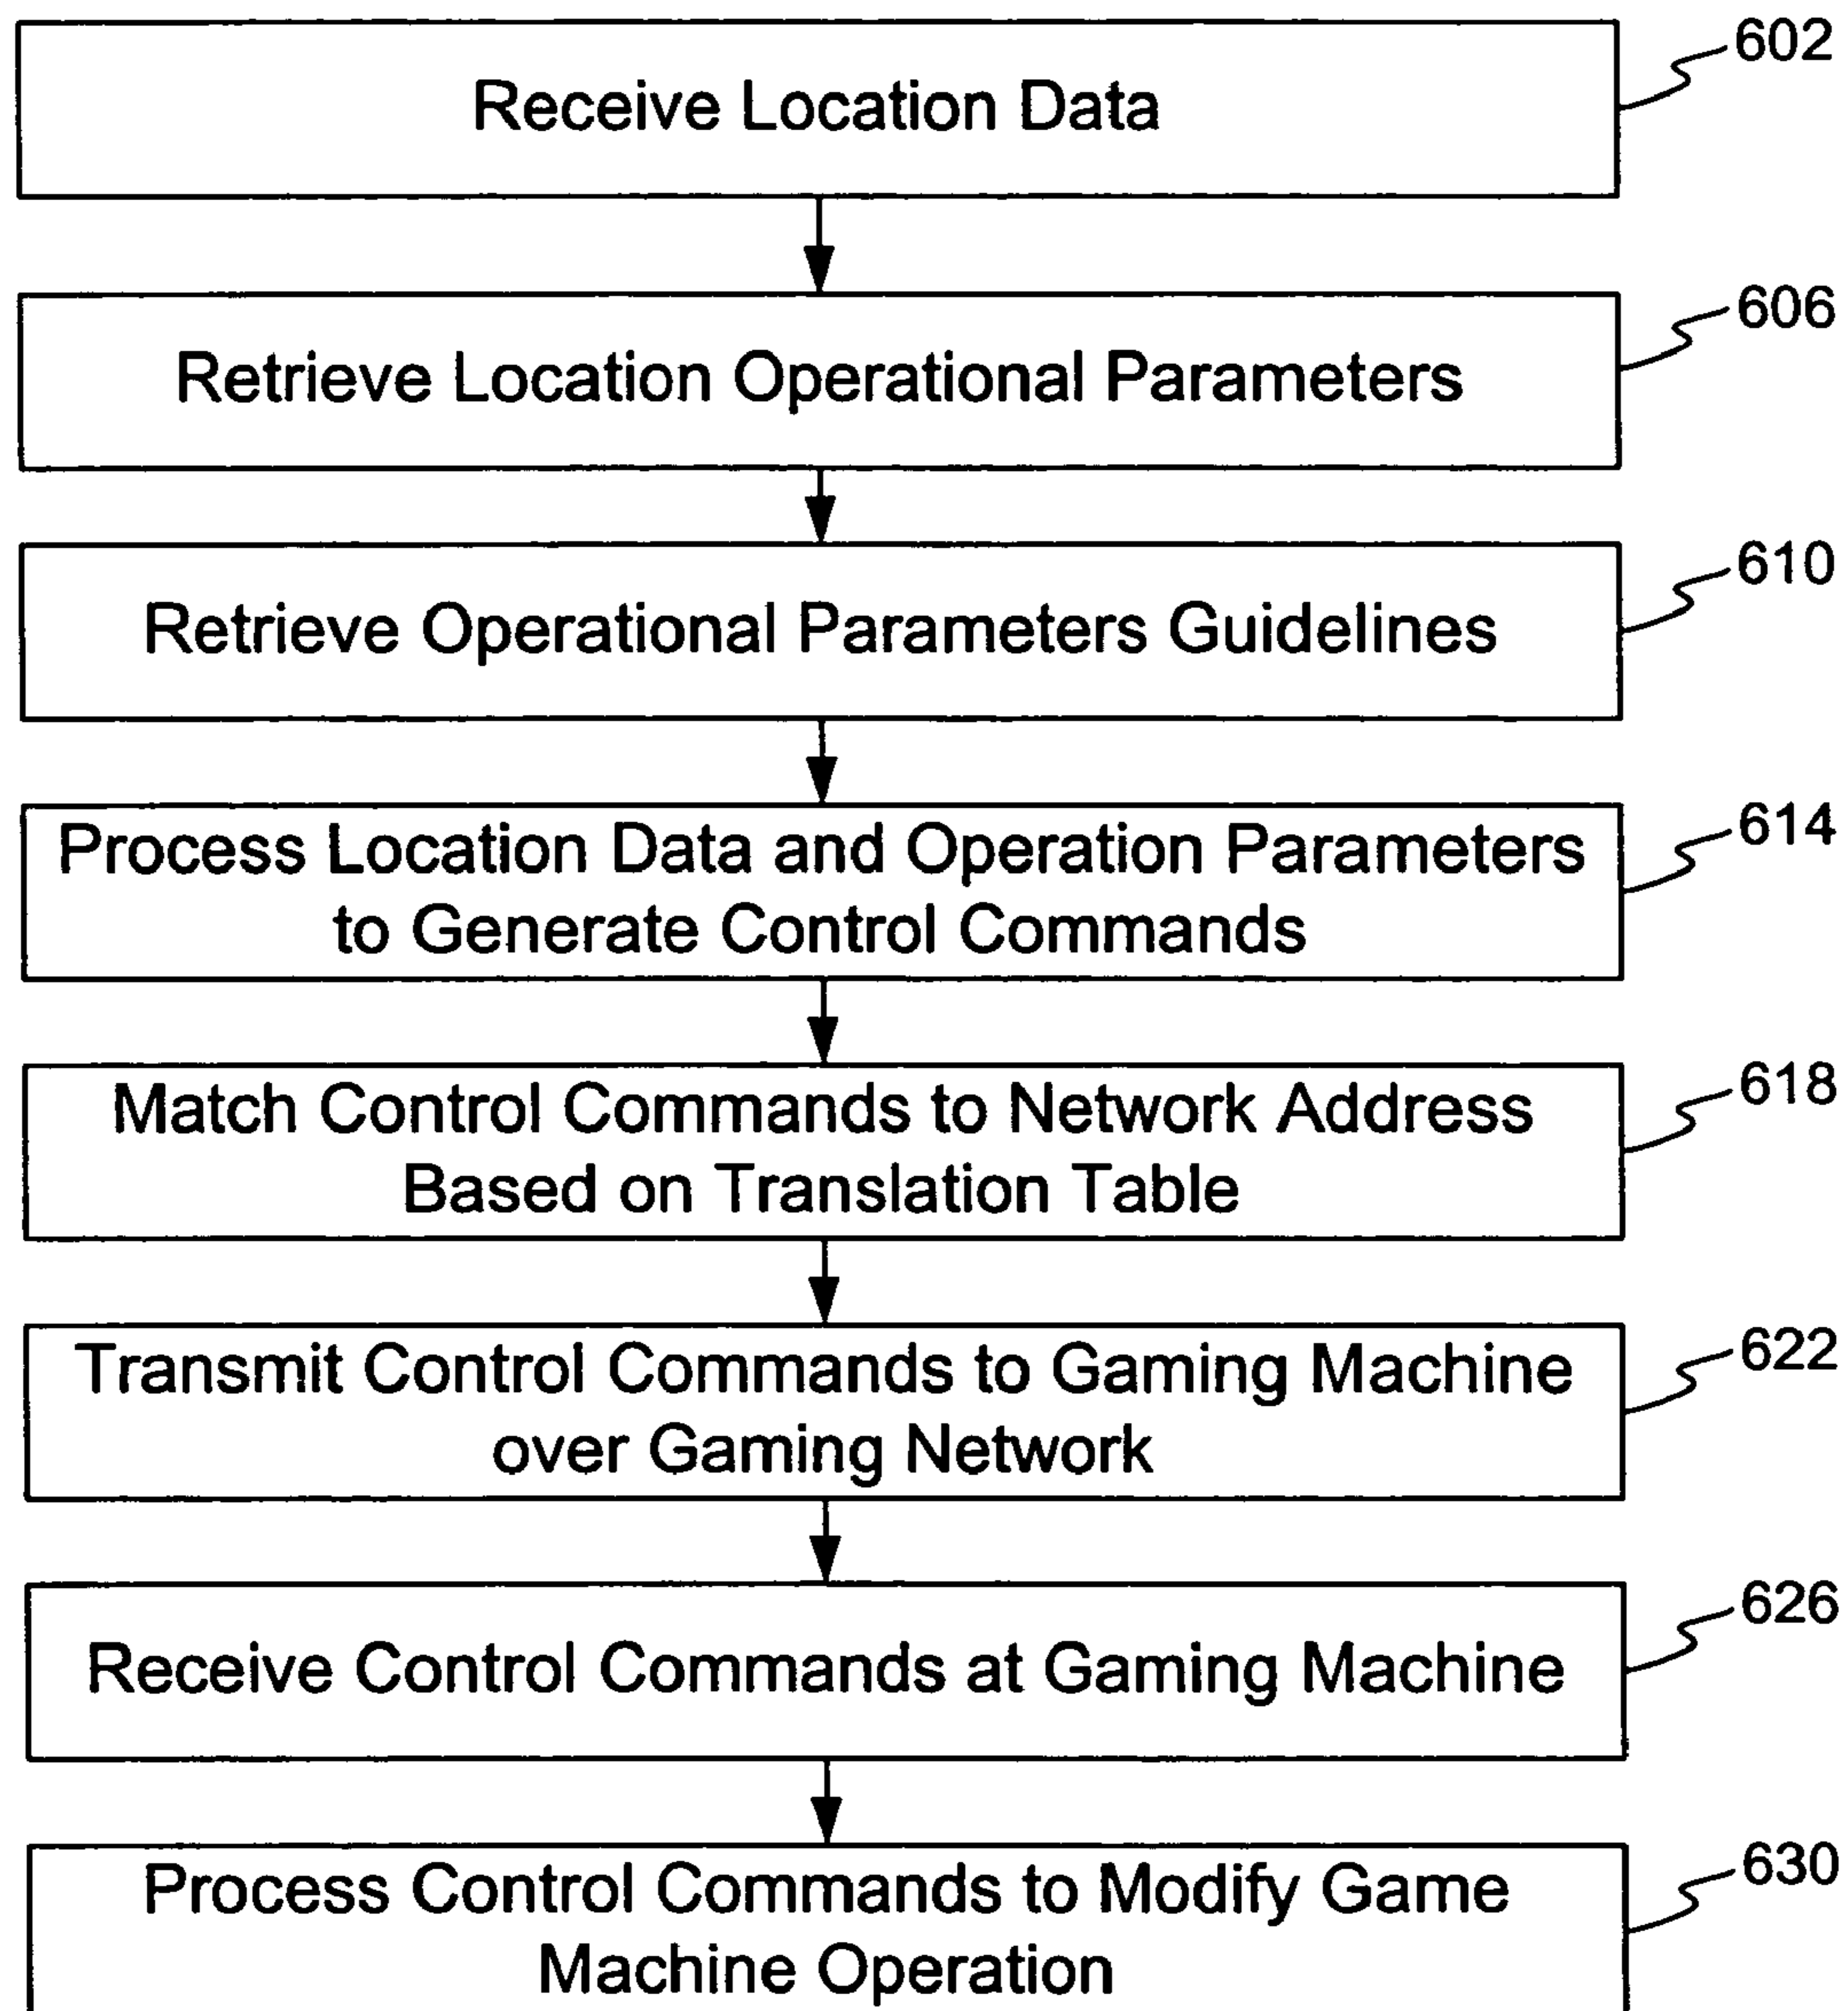 602
Receive Location Data
606
Retrieve Location Operational Parameters
610
Retrieve Operational Parameters Guidelines
614
Process Location Data and Operation Parameters
to Generate Control Commands
618
Match Control Commands to Network Address
Based on Translation Table
622
Transmit Control Commands to Gaming Machine
over Gaming Network
626
Receive Control Commands at Gaming Machine
630
Process Control Commands to Modify Game
Machine Operation